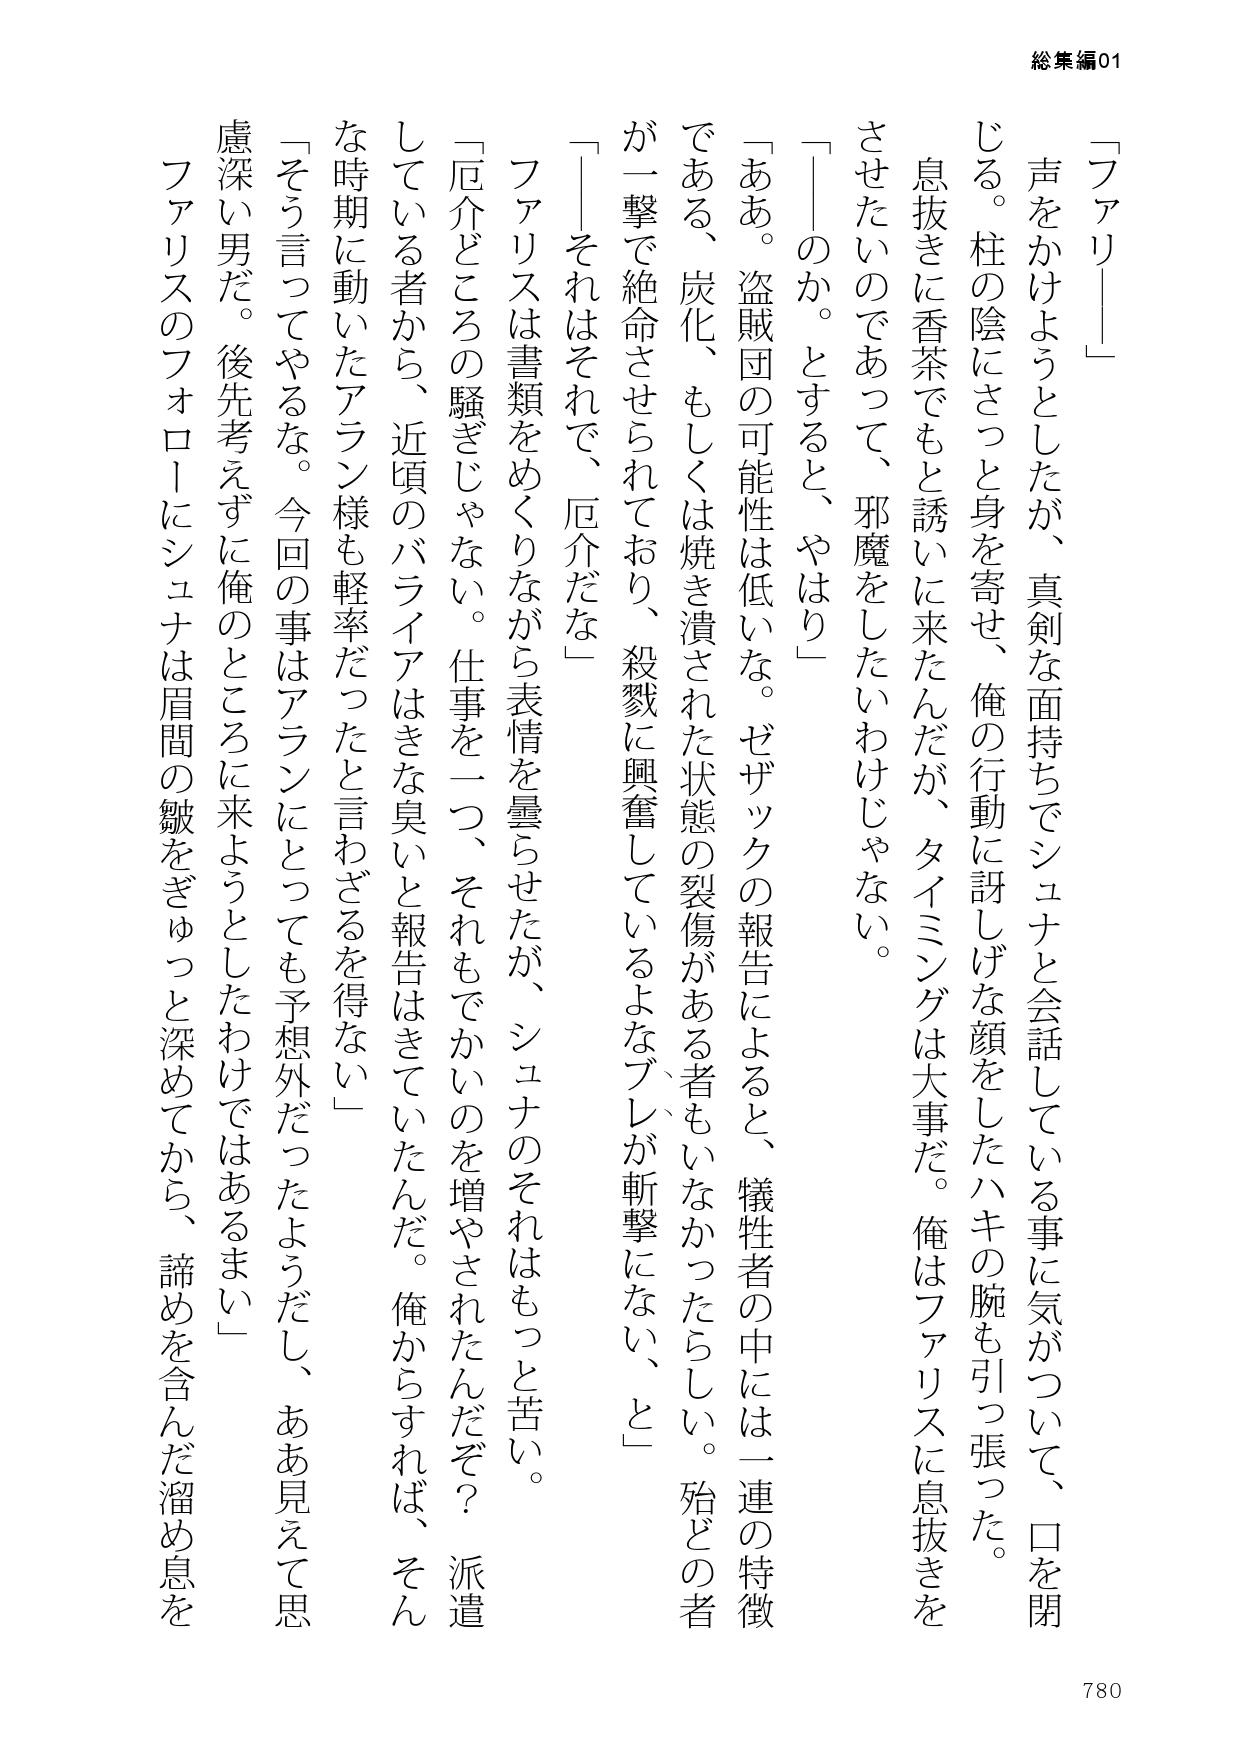 総集編01
「ファリ――」
　声をかけようとしたが、真剣な面持ちでシュナと会話している事に気がついて、口を閉
じる。柱の陰にさっと身を寄せ、俺の行動に訝しげな顔をしたハキの腕も引っ張った。
　息抜きに香茶でもと誘いに来たんだが、タイミングは大事だ。俺はファリスに息抜きを
させたいのであって、邪魔をしたいわけじゃない。
「――のか。とすると、やはり」
「ああ。盗賊団の可能性は低いな。ゼザックの報告によると、犠牲者の中には一連の特徴
である、炭化、もしくは焼き潰された状態の裂傷がある者もいなかったらしい。殆どの者
が一撃で絶命させられており、殺戮に興奮しているよなブレが斬撃にない、と」
「――それはそれで、厄介だな」
　ファリスは書類をめくりながら表情を曇らせたが、シュナのそれはもっと苦い。
「厄介どころの騒ぎじゃない。仕事を一つ、それもでかいのを増やされたんだぞ？　派遣
している者から、近頃のバライアはきな臭いと報告はきていたんだ。俺からすれば、そん
な時期に動いたアラン様も軽率だったと言わざるを得ない」
「そう言ってやるな。今回の事はアランにとっても予想外だったようだし、ああ見えて思
慮深い男だ。後先考えずに俺のところに来ようとしたわけではあるまい」
　ファリスのフォローにシュナは眉間の皺をぎゅっと深めてから、諦めを含んだ溜め息を
780